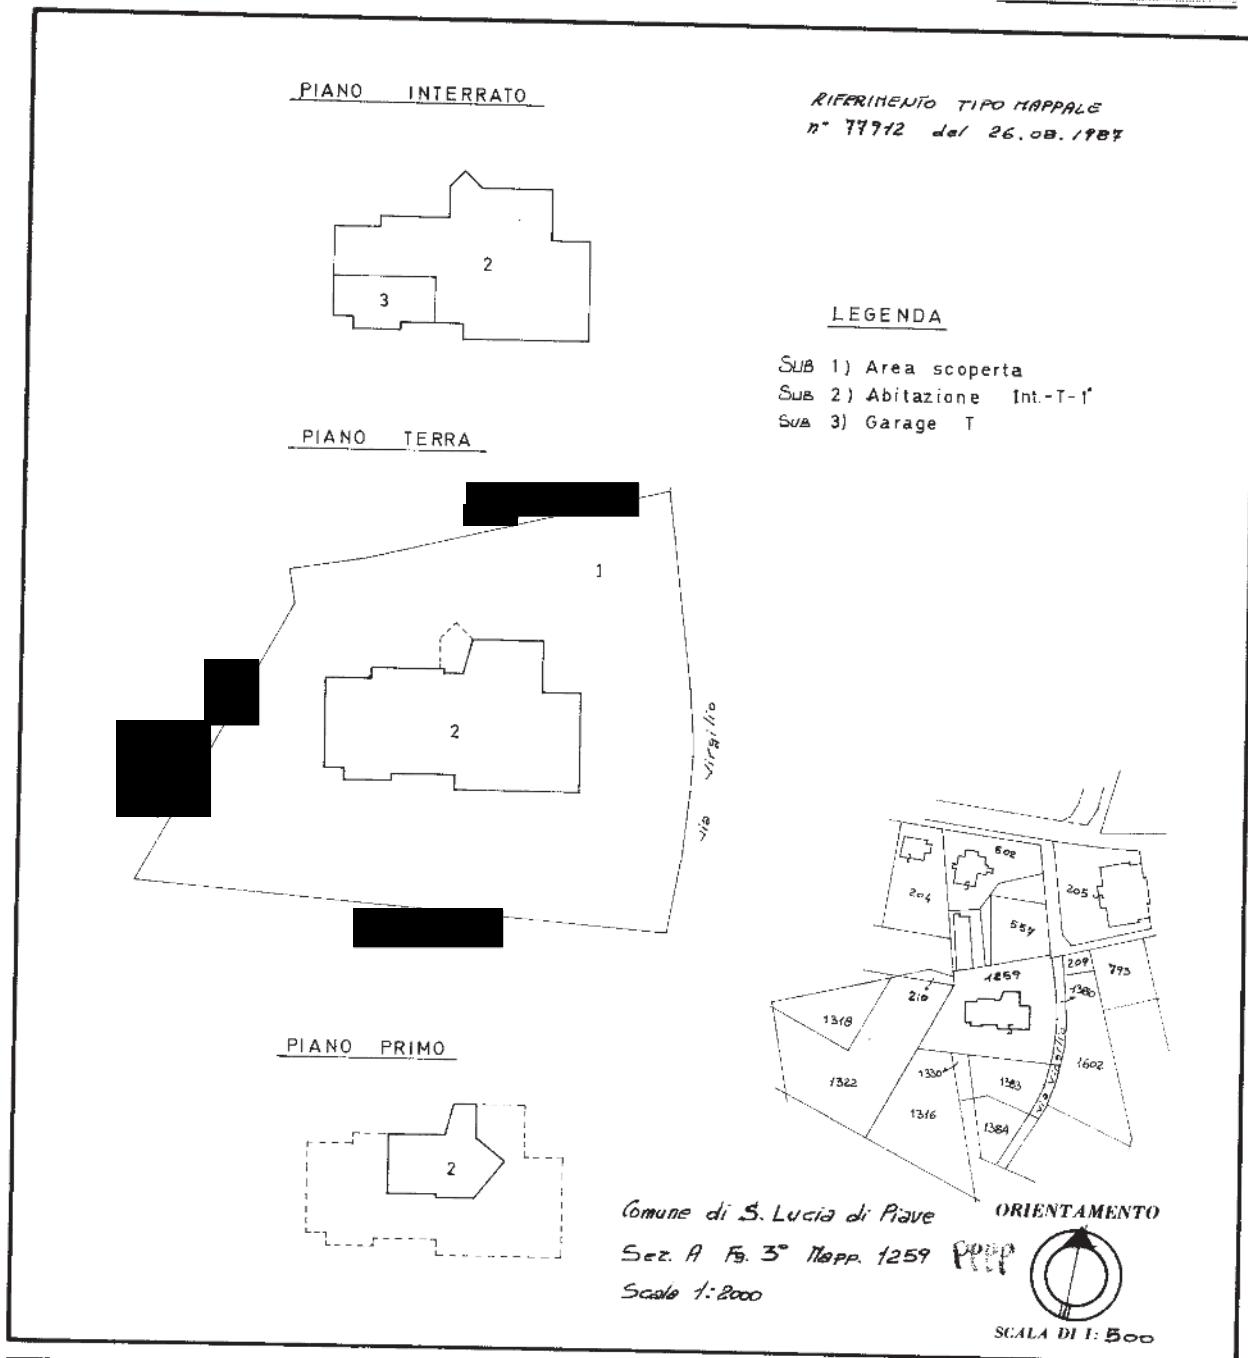 PIANO INTERRATO
RIFERIMENTO TIPO MAPPALE
n° 77912 del 26.08.1987
2
3
LEGENDA
SUB 1) Area scoperta
SUB 2) Abitazione Int.-T-1°
SUB 3) Garage T
PIANO TERRA
1
2
via Virgilio
602
204
205
557
1259
209
793
210
1380
1318
1322
1330
1383
1602
1316
1384
via Virgilio
PIANO PRIMO
2
Comune di S. Lucia di Piave
Sez. A Fg. 3° Mapp. 1259
Scala 1:2000
ORIENTAMENTO
SCALA DI 1: 500